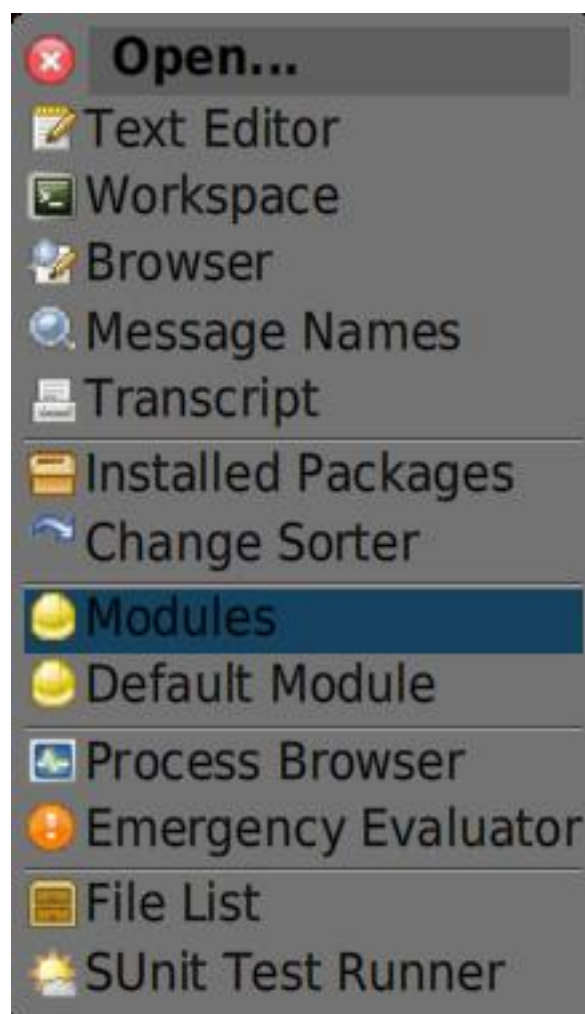 Open...
Text Editor
Workspace
Browser
Message Names
Transcript
Installed Packages
Change Sorter
Modules
Default Module
Process Browser
Emergency Evaluator
File List
SUnit Test Runner